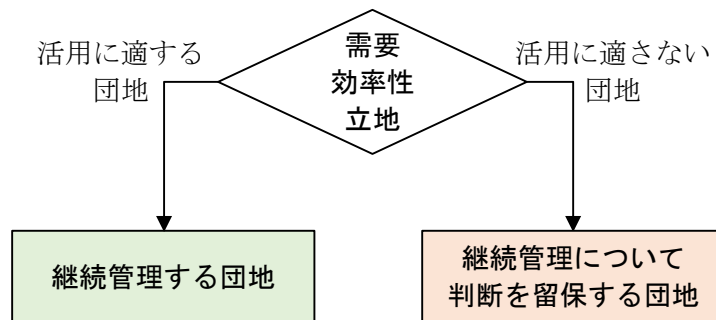 需要
効率性
立地
活用に適する
団地
活用に適さない
団地
継続管理する団地
継続管理について
判断を留保する団地